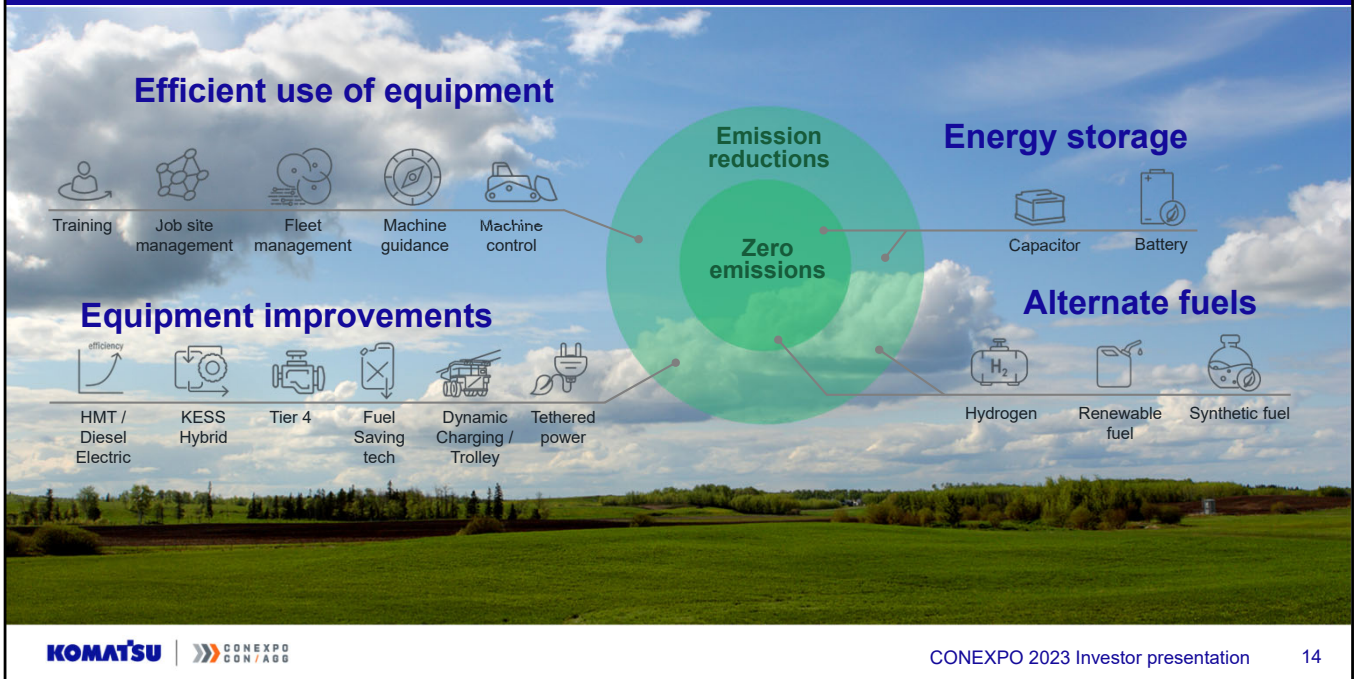 Efficient use of equipment
Training
Job site
management
Fleet
management
Machine
guidance
Machine
control
Equipment improvements
efficiency
HMT /
Diesel
Electric
KESS
Hybrid
Tier 4
Fuel
Saving
tech
Dynamic
Charging /
Trolley
Tethered
power
Emission
reductions
Zero
emissions
Energy storage
Capacitor
Battery
Alternate fuels
H2
Hydrogen
Renewable
fuel
Synthetic fuel
KOMATSU
CONEXPO
CON/AGG
CONEXPO 2023 Investor presentation 14